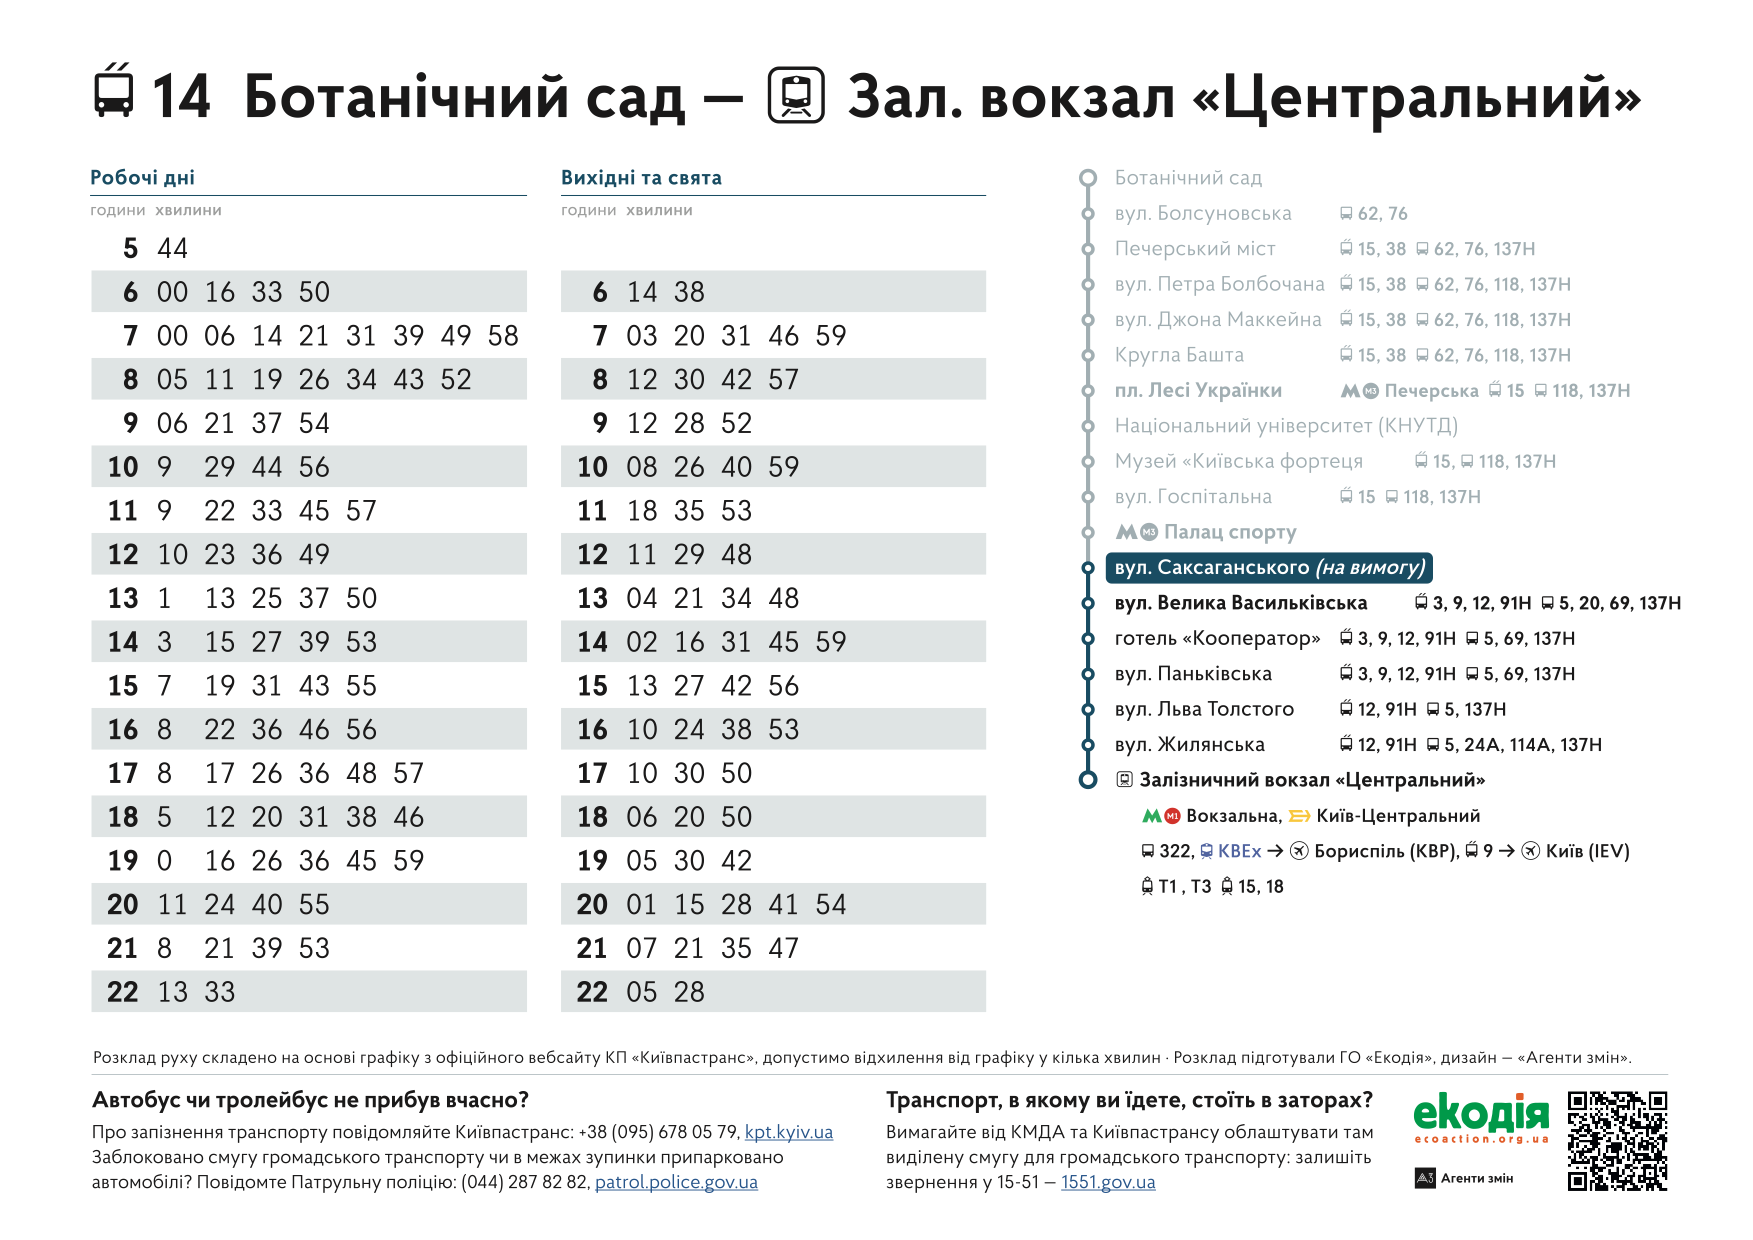 14 Ботанічний сад — Зал. вокзал «Центральний»
Робочі дні
години хвилини
5 44
6 00 16 33 50
7 00 06 14 21 31 39 49 58
8 05 11 19 26 34 43 52
9 06 21 37 54
10 9 29 44 56
11 9 22 33 45 57
12 10 23 36 49
13 1 13 25 37 50
14 3 15 27 39 53
15 7 19 31 43 55
16 8 22 36 46 56
17 8 17 26 36 48 57
18 5 12 20 31 38 46
19 0 16 26 36 45 59
20 11 24 40 55
21 8 21 39 53
22 13 33
Вихідні та свята
години хвилини
6 14 38
7 03 20 31 46 59
8 12 30 42 57
9 12 28 52
10 08 26 40 59
11 18 35 53
12 11 29 48
13 04 21 34 48
14 02 16 31 45 59
15 13 27 42 56
16 10 24 38 53
17 10 30 50
18 06 20 50
19 05 30 42
20 01 15 28 41 54
21 07 21 35 47
22 05 28
Ботанічний сад
вул. Болсуновська 62, 76
Печерський міст 15, 38 62, 76, 137Н
вул. Петра Болбочана 15, 38 62, 76, 118, 137Н
вул. Джона Маккейна 15, 38 62, 76, 118, 137Н
Кругла Башта 15, 38 62, 76, 118, 137Н
пл. Лесі Українки М М3 Печерська 15 118, 137Н
Національний університет (КНУТД)
Музей «Київська фортеця 15, 118, 137Н
вул. Госпітальна 15 118, 137Н
М М3 Палац спорту
вул. Саксаганського (на вимогу)
вул. Велика Васильківська 3, 9, 12, 91Н 5, 20, 69, 137Н
готель «Кооператор» 3, 9, 12, 91Н 5, 69, 137Н
вул. Паньківська 3, 9, 12, 91Н 5, 69, 137Н
вул. Льва Толстого 12, 91Н 5, 137Н
вул. Жилянська 12, 91Н 5, 24А, 114А, 137Н
Залізничний вокзал «Центральний»
М М1 Вокзальна, Київ-Центральний
322, KBEx → Бориспіль (KBP), 9 → Київ (IEV)
Т1 , Т3 15, 18
Розклад руху складено на основі графіку з офіційного вебсайту КП «Київпастранс», допустимо відхилення від графіку у кілька хвилин · Розклад підготували ГО «Екодія», дизайн — «Агенти змін».
Автобус чи тролейбус не прибув вчасно?
Про запізнення транспорту повідомляйте Київпастранс: +38 (095) 678 05 79, kpt.kyiv.ua
Заблоковано смугу громадського транспорту чи в межах зупинки припарковано
автомобілі? Повідомте Патрульну поліцію: (044) 287 82 82, patrol.police.gov.ua
Транспорт, в якому ви їдете, стоїть в заторах?
Вимагайте від КМДА та Київпастрансу облаштувати там
виділену смугу для громадського транспорту: залишіть
звернення у 15-51 — 1551.gov.ua
екодія
ecoaction.org.ua
АЗ Агенти змін